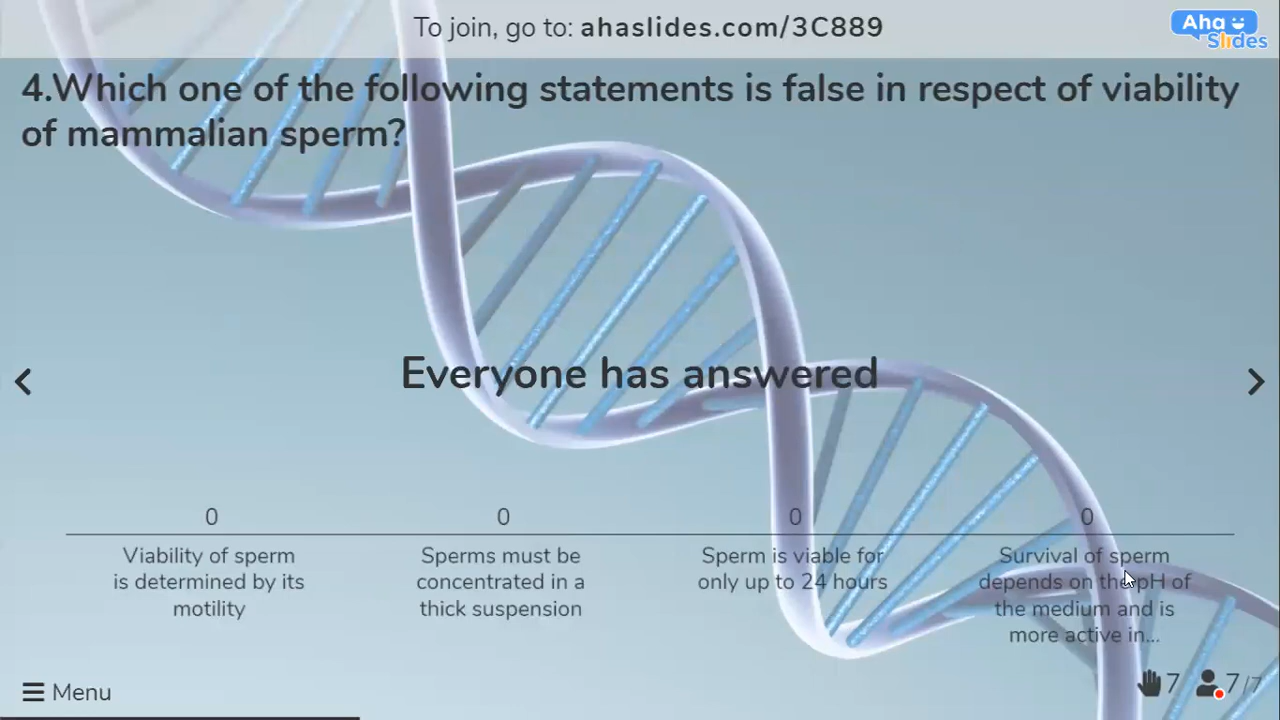 To join, go to: ahaslides.com/3C889
Aha
Slides
4.Which one of the following statements is false in respect of viability
of mammalian sperm?
Everyone has answered
0
0
0
0
Viability of sperm
is determined by its
motility
Sperms must be
concentrated in a
thick suspension
Sperm is viable for
only up to 24 hours
Survival of sperm
depends on the pH of
the medium and is
more active in...
Menu
7
7/7